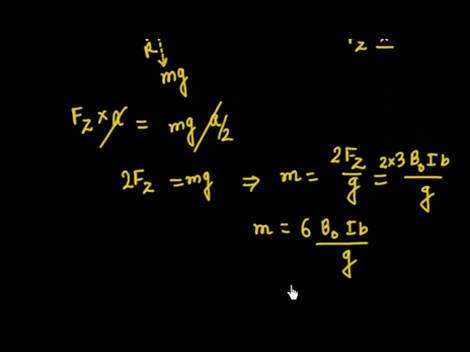 mg
F_z × a = mg a/2
2F_z = mg ⇒ m = 2F_z/g = 2×3 B_0 I b/g
m = 6 B_0 I b/g